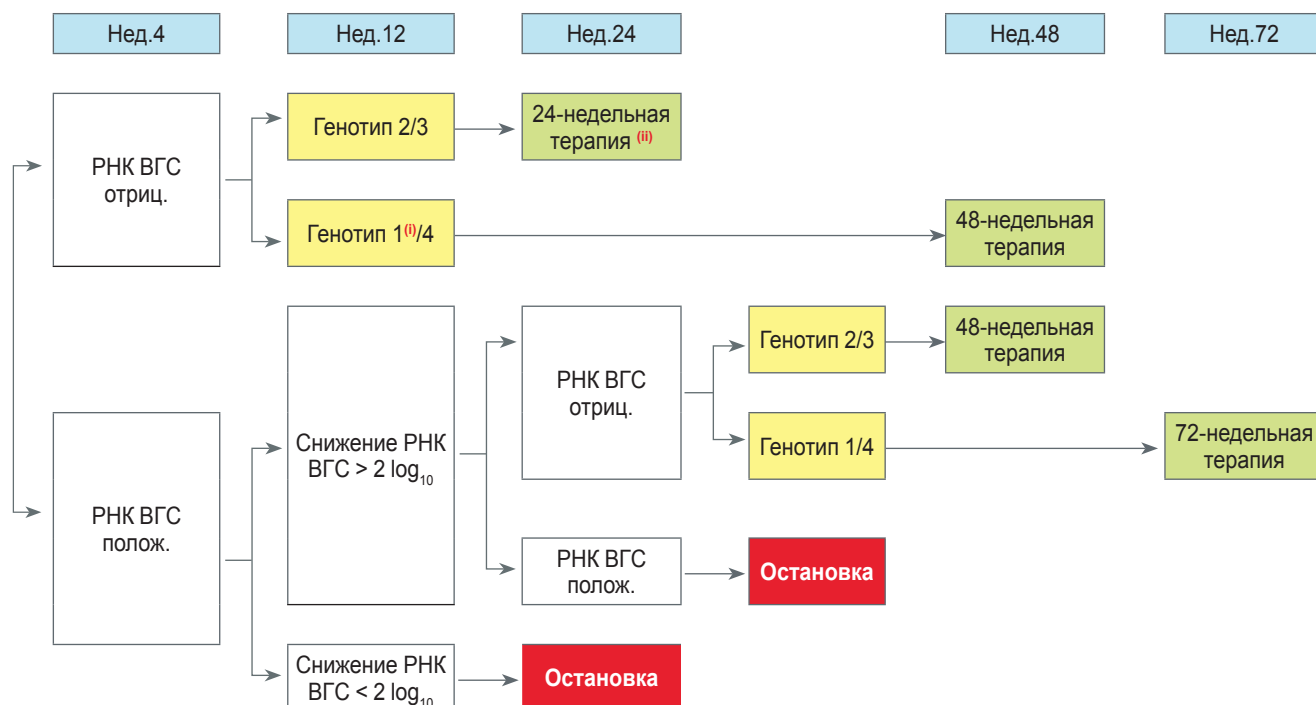 Нед.4
Нед.12
Нед.24
Нед.48
Нед.72
РНК ВГС
отриц.
Генотип 2/3
24-недельная
терапия (ii)
Генотип 1(i)/4
48-недельная
терапия
РНК ВГС
полож.
Снижение РНК
ВГС > 2 log10
РНК ВГС
отриц.
Генотип 2/3
48-недельная
терапия
Генотип 1/4
72-недельная
терапия
РНК ВГС
полож.
Остановка
Снижение РНК
ВГС < 2 log10
Остановка